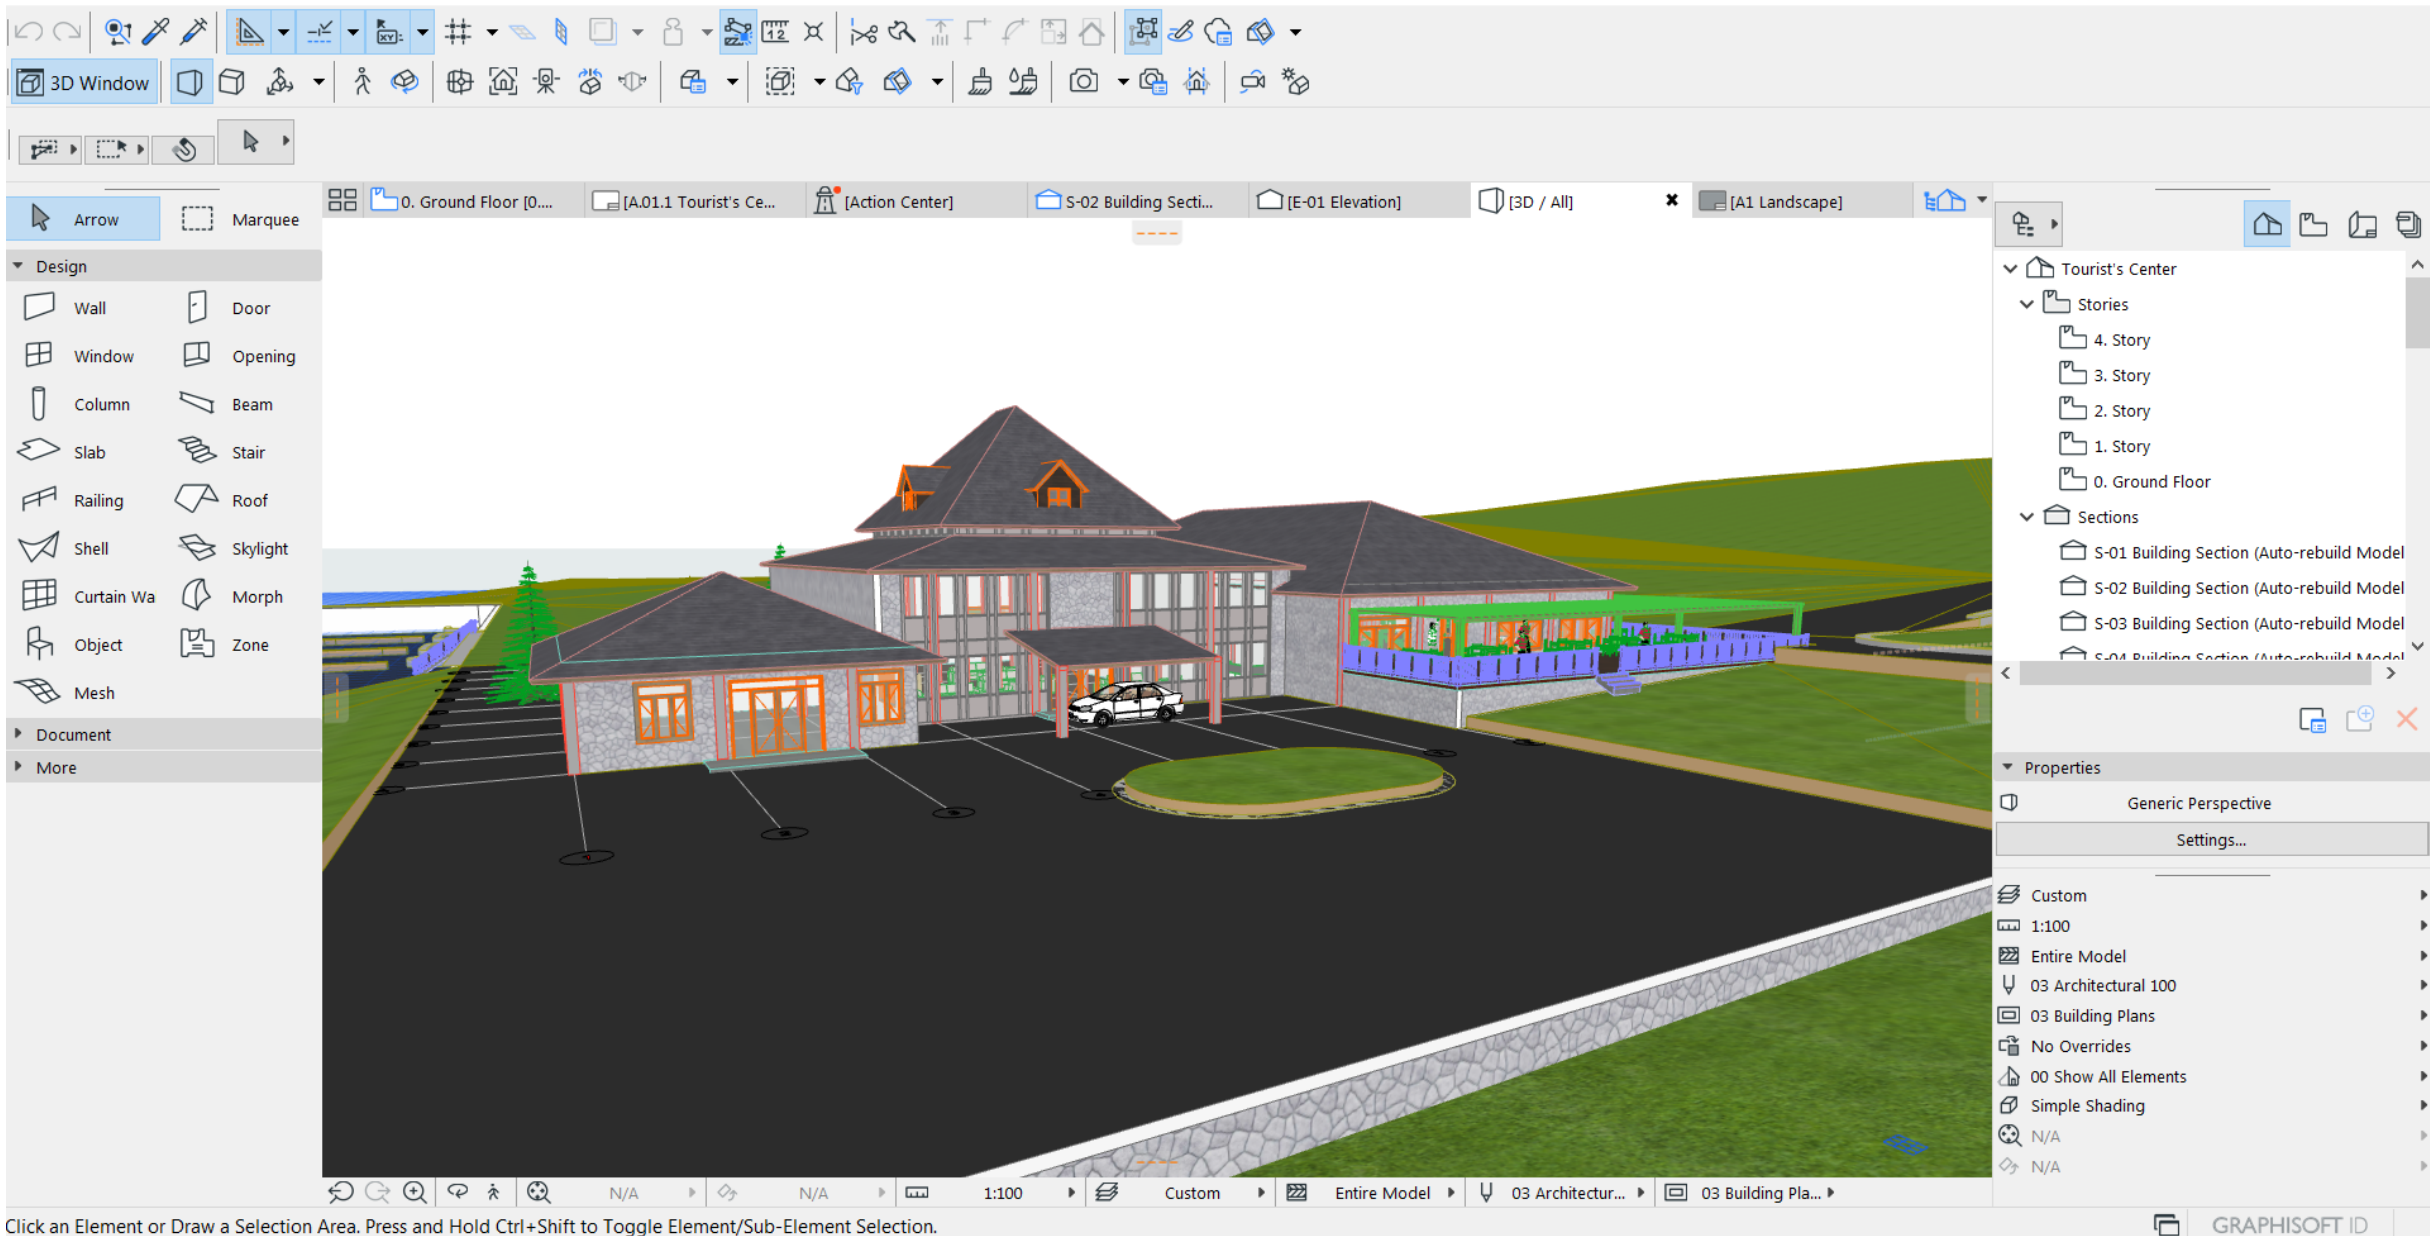 3D Window
Arrow
Marquee
0. Ground Floor [0....
[A.01.1 Tourist's Ce...
[Action Center]
S-02 Building Secti...
[E-01 Elevation]
[3D / All]
[A1 Landscape]
Design
Wall
Door
Window
Opening
Column
Beam
Slab
Stair
Railing
Roof
Shell
Skylight
Curtain Wa
Morph
Object
Zone
Mesh
Document
More
Tourist's Center
Stories
4. Story
3. Story
2. Story
1. Story
0. Ground Floor
Sections
S-01 Building Section (Auto-rebuild Model
S-02 Building Section (Auto-rebuild Model
S-03 Building Section (Auto-rebuild Model
S-04 Building Section (Auto-rebuild Model
Properties
Generic Perspective
Settings...
Custom
1:100
Entire Model
03 Architectural 100
03 Building Plans
No Overrides
00 Show All Elements
Simple Shading
N/A
N/A
N/A
N/A
1:100
Custom
Entire Model
03 Architectur...
03 Building Pla...
Click an Element or Draw a Selection Area. Press and Hold Ctrl+Shift to Toggle Element/Sub-Element Selection.
GRAPHISOFT ID